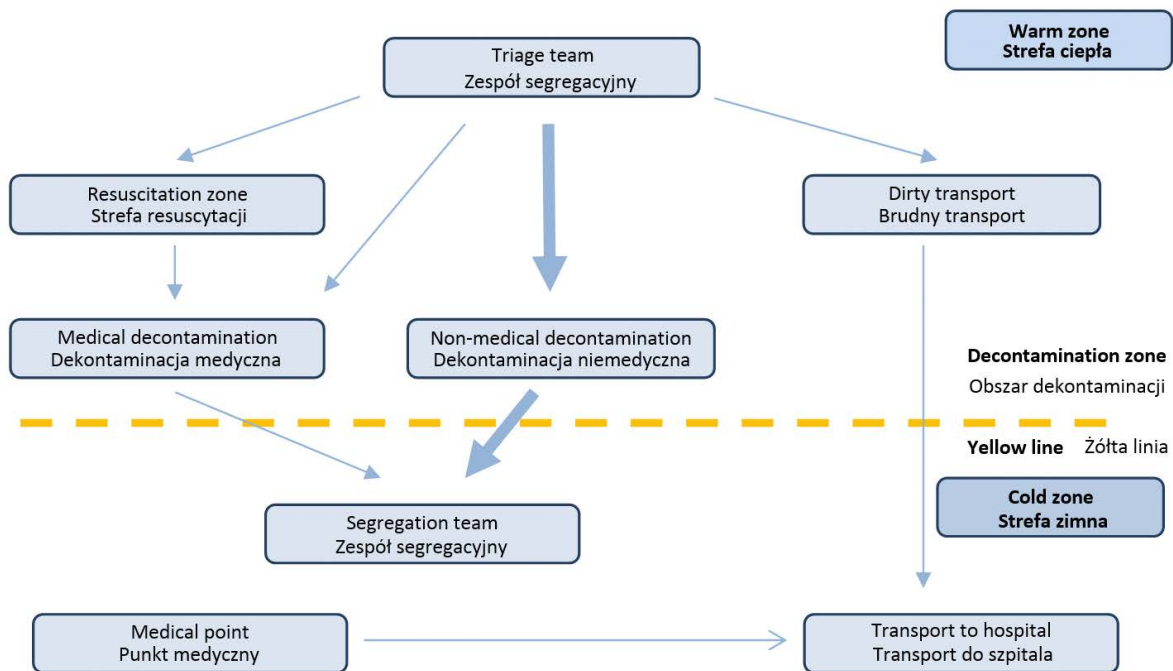 Warm zone
Strefa ciepła
Triage team
Zespół segregacyjny
Resuscitation zone
Strefa resuscytacji
Dirty transport
Brudny transport
Medical decontamination
Dekontaminacja medyczna
Non-medical decontamination
Dekontaminacja niemedyczna
Decontamination zone
Obszar dekontaminacji
Yellow line Żółta linia
Cold zone
Strefa zimna
Segregation team
Zespół segregacyjny
Medical point
Punkt medyczny
Transport to hospital
Transport do szpitala